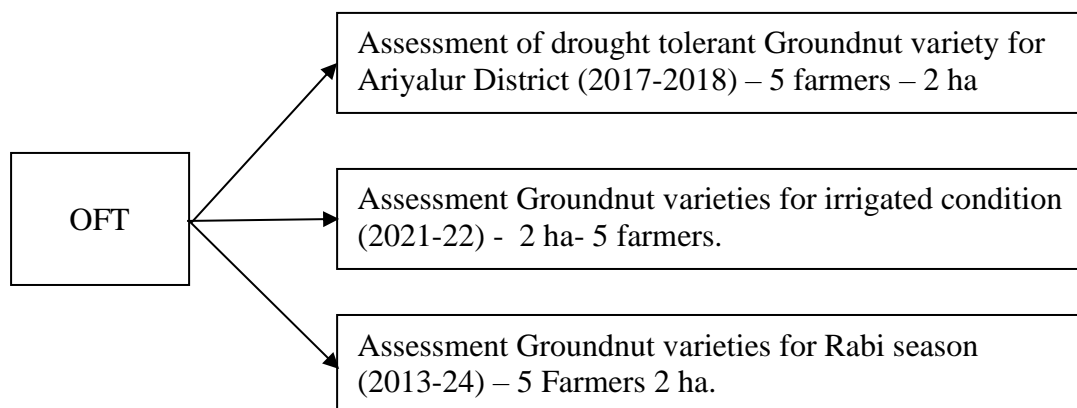 Assessment of drought tolerant Groundnut variety for
Ariyalur District (2017-2018) – 5 farmers – 2 ha
OFT
Assessment Groundnut varieties for irrigated condition
(2021-22) - 2 ha- 5 farmers.
Assessment Groundnut varieties for Rabi season
(2013-24) – 5 Farmers 2 ha.